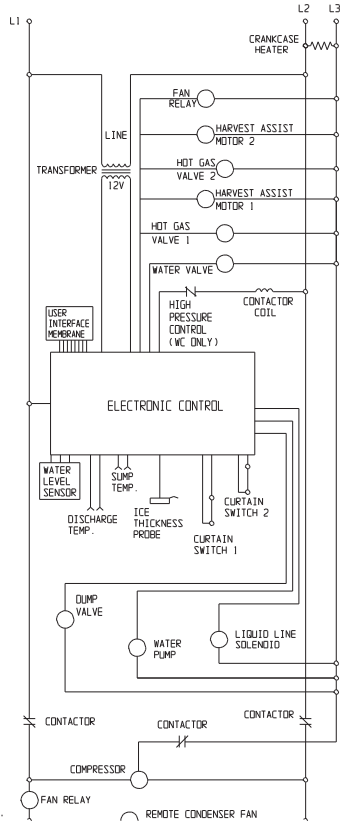 L1
L2
L3
CRANKCASE
HEATER
FAN
RELAY
LINE
HARVEST ASSIST
MOTOR 2
TRANSFORMER
HOT GAS
VALVE 2
12V
HARVEST ASSIST
MOTOR 1
HOT GAS
VALVE 1
WATER VALVE
HIGH
PRESSURE
CONTROL
(WC ONLY)
CONTACTOR
COIL
USER
INTERFACE
MEMBRANE
ELECTRONIC CONTROL
WATER
LEVEL
SENSOR
SUMP
TEMP.
DISCHARGE
TEMP.
ICE
THICKNESS
PROBE
CURTAIN
SWITCH 2
CURTAIN
SWITCH 1
DUMP
VALVE
WATER
PUMP
LIQUID LINE
SOLENOID
CONTACTOR
CONTACTOR
CONTACTOR
COMPRESSOR
FAN RELAY
REMOTE CONDENSER FAN